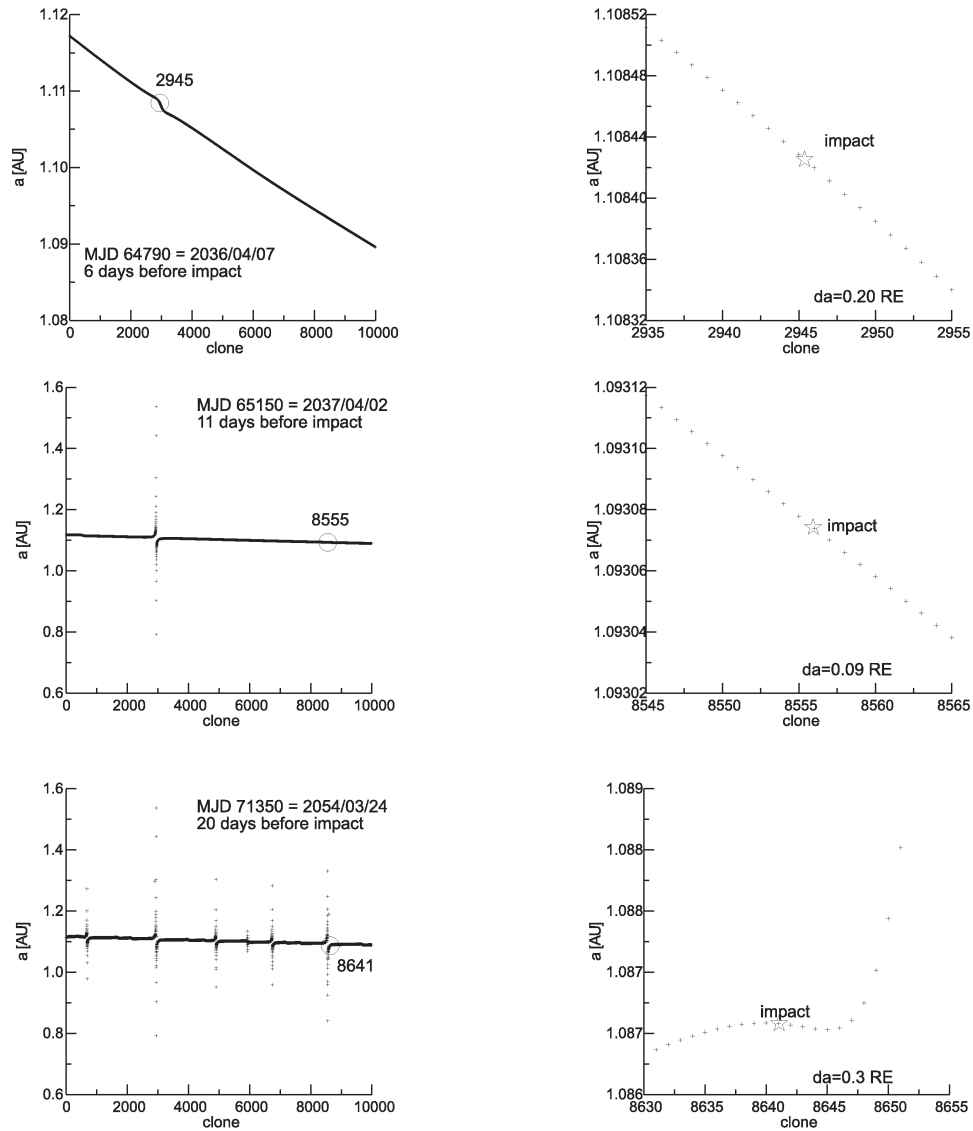 1.12
1.11
1.10
1.09
1.08
a [AU]
2945
MJD 64790 = 2036/04/07
6 days before impact
0 2000 4000 6000 8000 10000
clone
1.10852
1.10848
1.10844
1.10840
1.10836
1.10832
a [AU]
impact
da=0.20 RE
2935 2940 2945 2950 2955
clone
1.6
1.4
1.2
1.0
0.8
0.6
a [AU]
MJD 65150 = 2037/04/02
11 days before impact
8555
0 2000 4000 6000 8000 10000
clone
1.09312
1.09310
1.09308
1.09306
1.09304
1.09302
a [AU]
impact
da=0.09 RE
8545 8550 8555 8560 8565
clone
1.6
1.4
1.2
1.0
0.8
0.6
a [AU]
MJD 71350 = 2054/03/24
20 days before impact
8641
0 2000 4000 6000 8000 10000
clone
1.089
1.088
1.088
1.087
1.087
1.086
a [AU]
impact
da=0.3 RE
8630 8635 8640 8645 8650 8655
clone